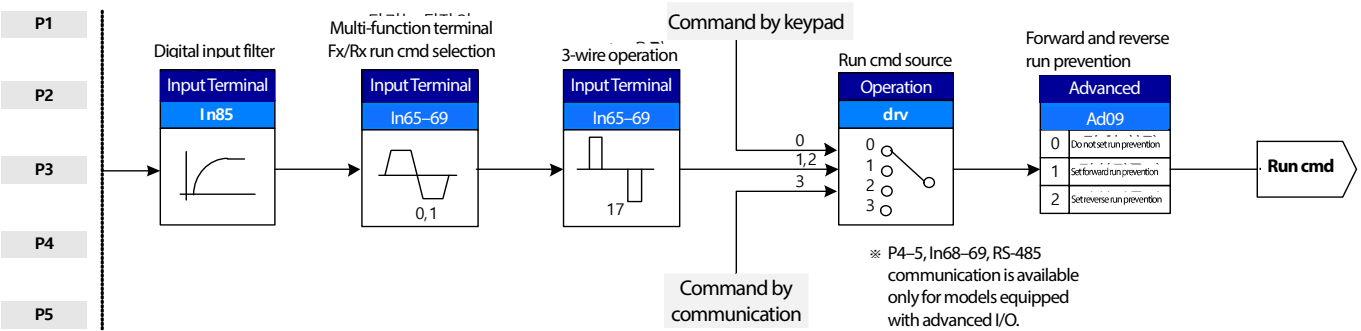 P1
P2
P3
P4
P5
Digital input filter
Input Terminal
In85
Multi-function terminal
Fx/Rx run cmd selection
Input Terminal
In65–69
0,1
3-wire operation
Input Terminal
In65–69
17
Command by keypad
0
1,2
3
Command by
communication
Run cmd source
Operation
drv
0
1
2
3
Forward and reverse
run prevention
Advanced
Ad09
0 Do not set run prevention
1 Set forward run prevention
2 Set reverse run prevention
Run cmd
※ P4–5, In68–69, RS-485
communication is available
only for models equipped
with advanced I/O.